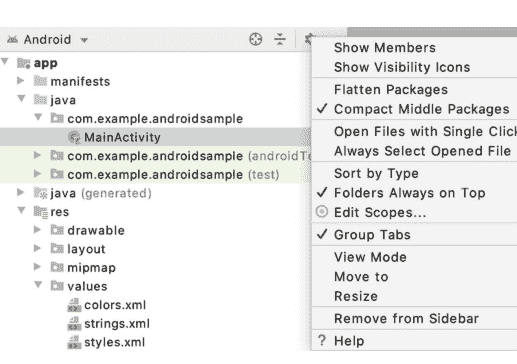 Android
app
manifests
java
com.example.androidsample
MainActivity
com.example.androidsample (androidTe
com.example.androidsample (test)
java (generated)
res
drawable
layout
mipmap
values
colors.xml
strings.xml
styles.xml
Show Members
Show Visibility Icons
Flatten Packages
Compact Middle Packages
Open Files with Single Clic
Always Select Opened File
Sort by Type
Folders Always on Top
Edit Scopes...
Group Tabs
View Mode
Move to
Resize
Remove from Sidebar
? Help